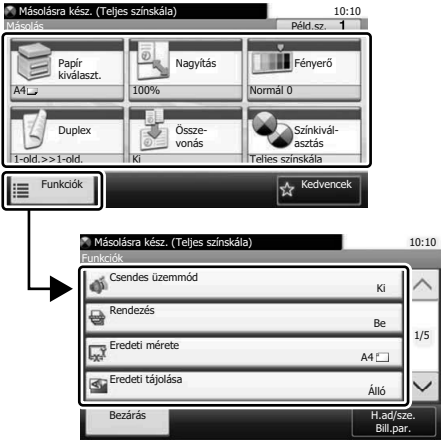 Másolásra kész. (Teljes színskála) 10:10
Másolás Péld.sz. 1
Papír
kiválaszt.
A4
Nagyítás
100%
Fényerő
Normál 0
Duplex
1-old.>>1-old.
Össze-
vonás
Ki
Színkivál-
asztás
Teljes színskála
Funkciók
Kedvencek
Másolásra kész. (Teljes színskála) 10:10
Funkciók
Csendes üzemmód
Ki
Rendezés
Be
Eredeti mérete
A4
Eredeti tájolása
Álló
1/5
Bezárás
H.ad/sze.
Bill.par.